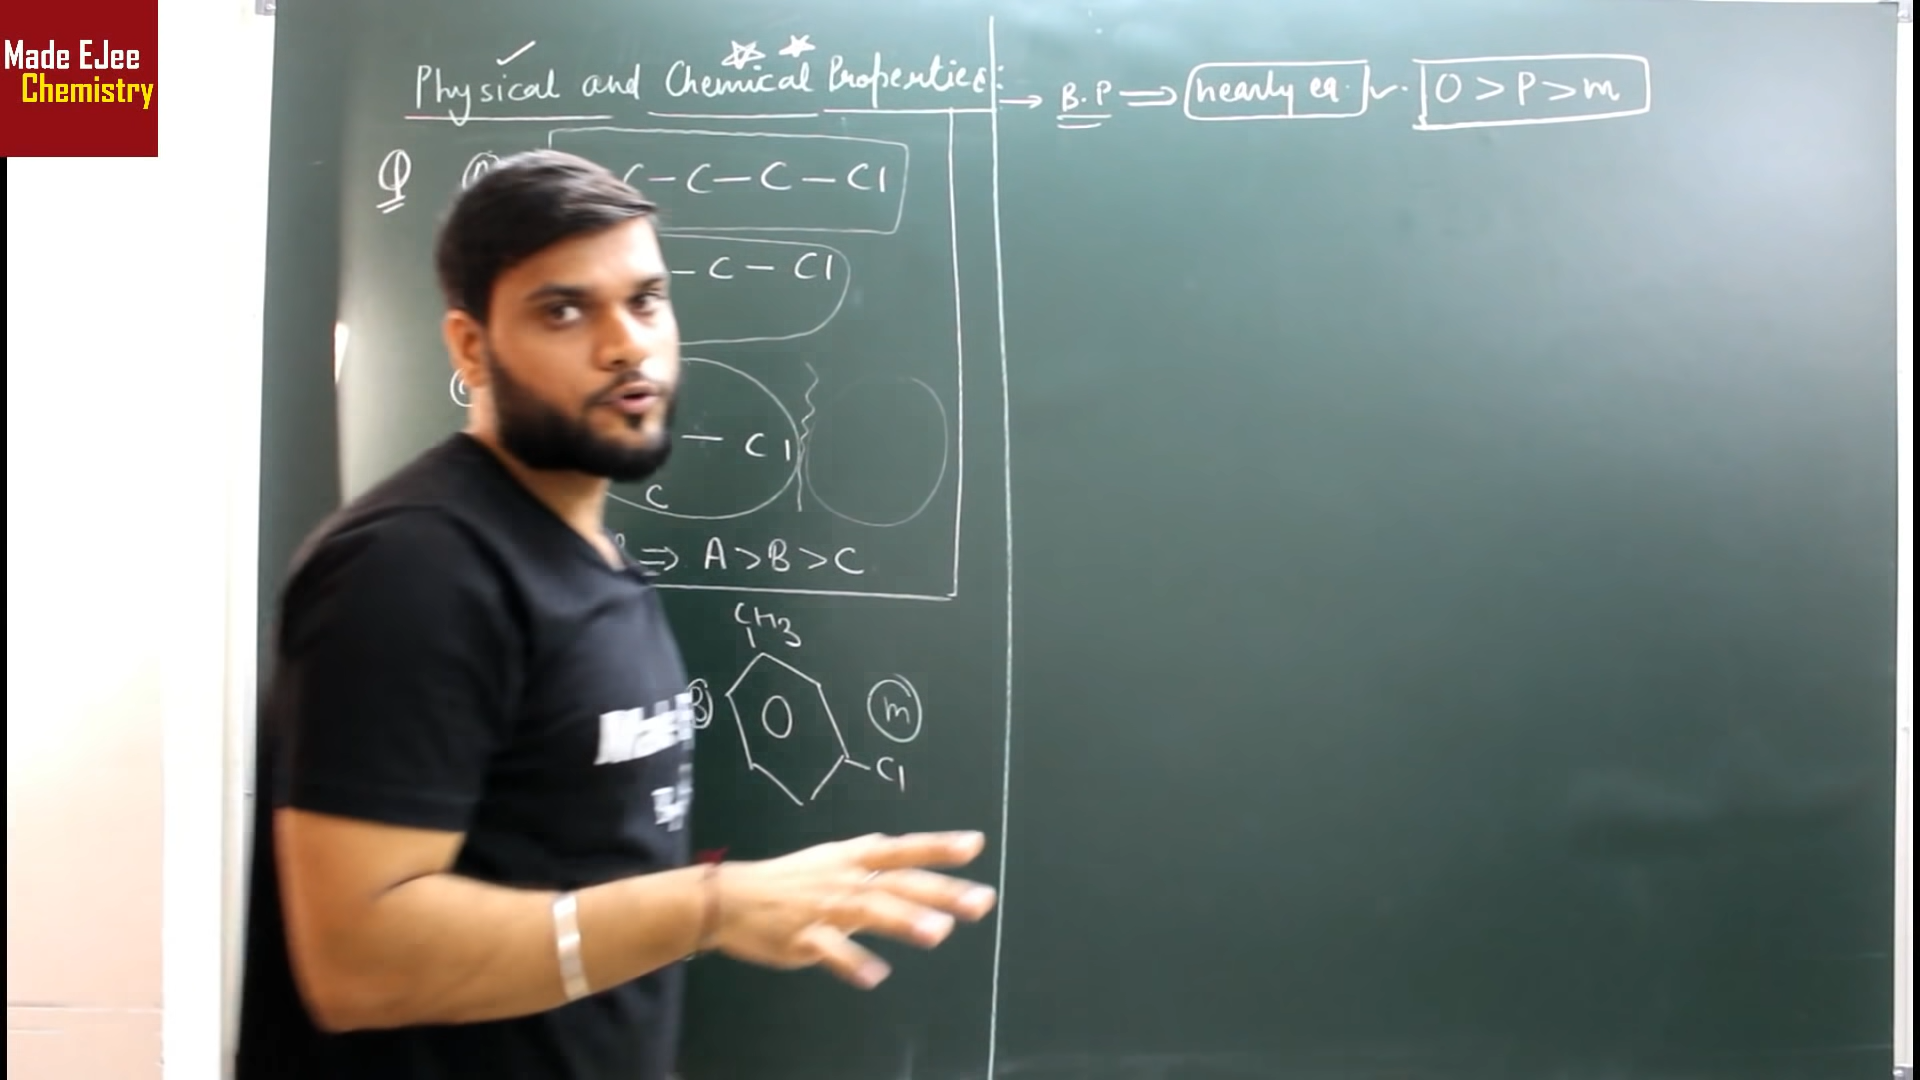 Made EJee
Chemistry
Physical and Chemical Properties:
→ B.P ⇒ nearly eq. ✓. O > P > m
Q
C – C – C – Cl
– C – Cl
– Cl
C
⇒ A > B > C
CH3
B
m
– Cl